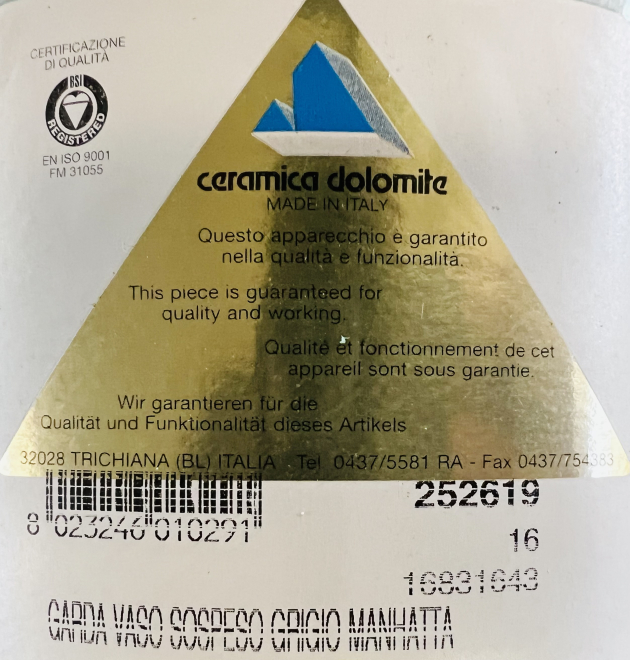 CERTIFICAZIONE
DI QUALITÀ
BSI
REGISTERED
EN ISO 9001
FM 31055
ceramica dolomite
MADE IN ITALY
Questo apparecchio e garantito
nella qualità e funzionalità.
This piece is guaranteed for
quality and working.
Qualité et fonctionnement de cet
appareil sont sous garantie.
Wir garantieren für die
Qualität und Funktionalität dieses Artikels
32028 TRICHIANA (BL) ITALIA Tel 0437/5581 RA - Fax 0437/754383
252619
8 023246 010291
16
16831643
GARDA VASO SOSPESO GRIGIO MANHATTA